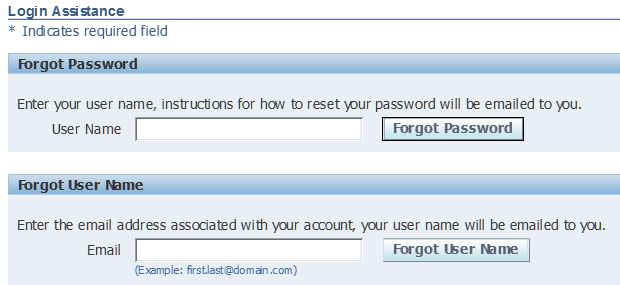 Login Assistance
* Indicates required field
Forgot Password
Enter your user name, instructions for how to reset your password will be emailed to you.
User Name Forgot Password
Forgot User Name
Enter the email address associated with your account, your user name will be emailed to you.
Email Forgot User Name
(Example: first.last@domain.com)